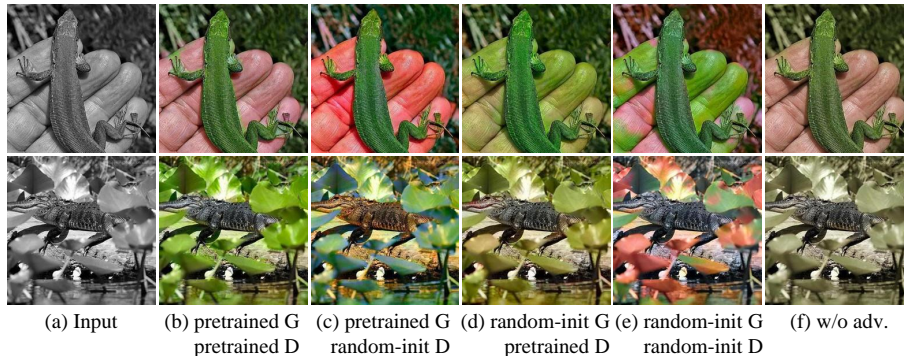 (a) Input (b) pretrained G (c) pretrained G (d) random-init G (e) random-init G (f) w/o adv.
pretrained D random-init D pretrained D random-init D